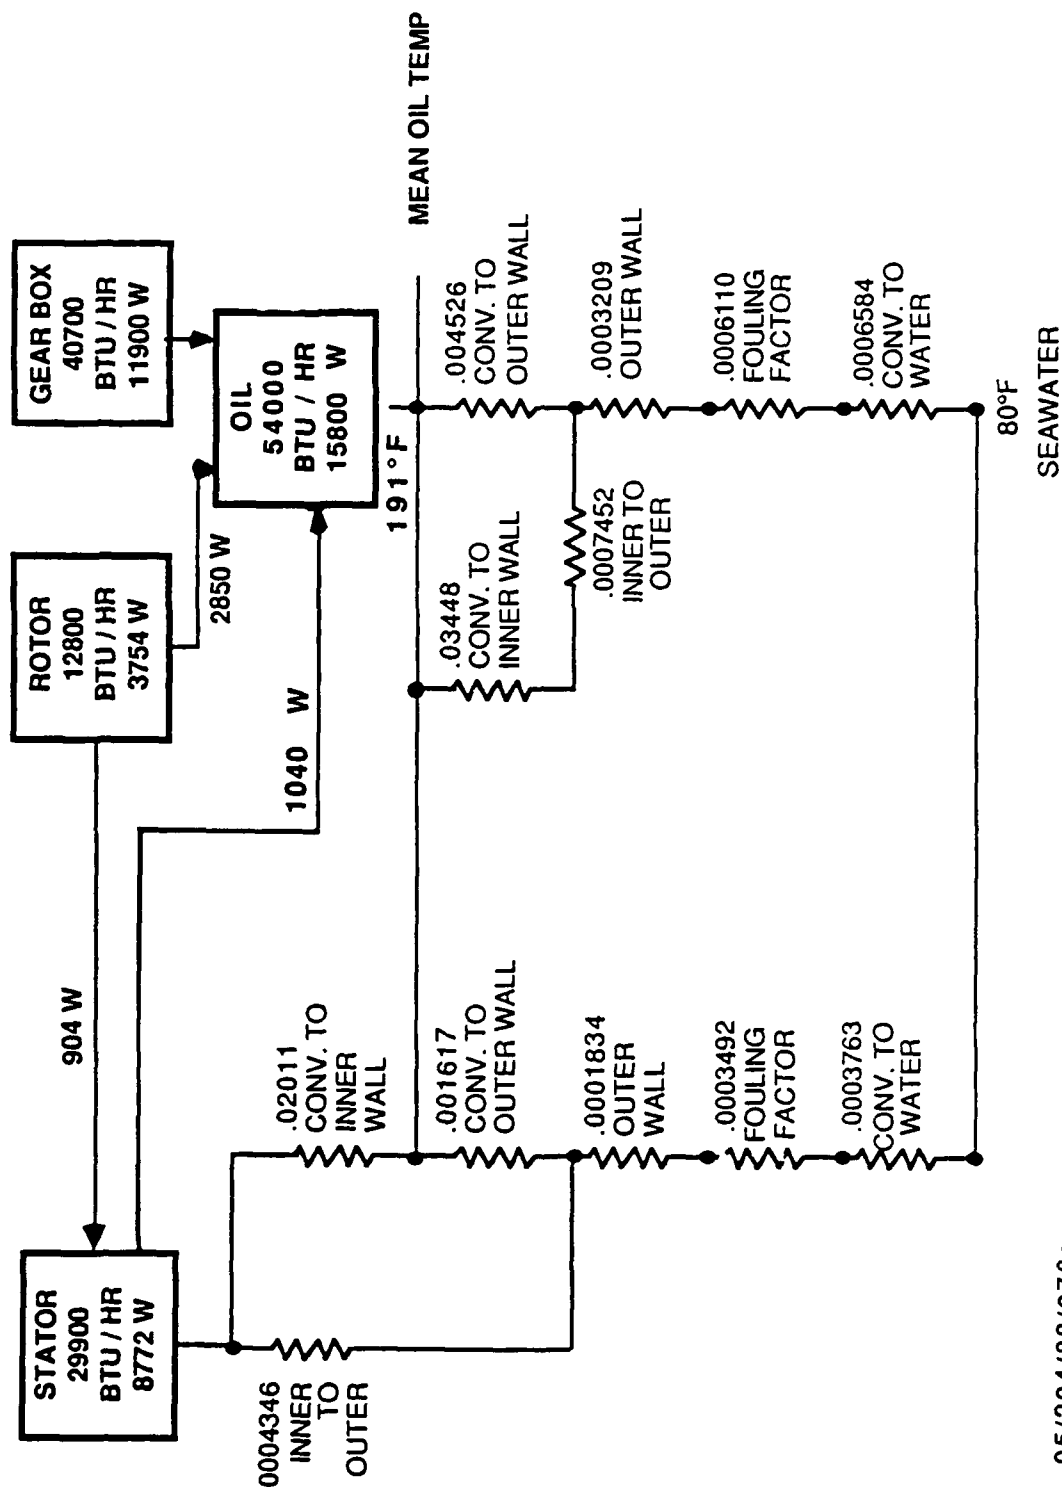 STATOR
29900
BTU / HR
8772 W
904 W
ROTOR
12800
BTU / HR
3754 W
2850 W
GEAR BOX
40700
BTU / HR
11900 W
1040 W
OIL
54000
BTU / HR
15800 W
191°F
MEAN OIL TEMP
0004346
INNER
TO
OUTER
.02011
CONV. TO
INNER
WALL
.001617
CONV. TO
OUTER WALL
.0001834
OUTER
WALL
.0003492
FOULING
FACTOR
.0003763
CONV. TO
WATER
.03448
CONV. TO
INNER WALL
.0007452
INNER TO
OUTER
.004526
CONV. TO
OUTER WALL
.0003209
OUTER WALL
.0006110
FOULING
FACTOR
.0006584
CONV. TO
WATER
80°F
SEAWATER